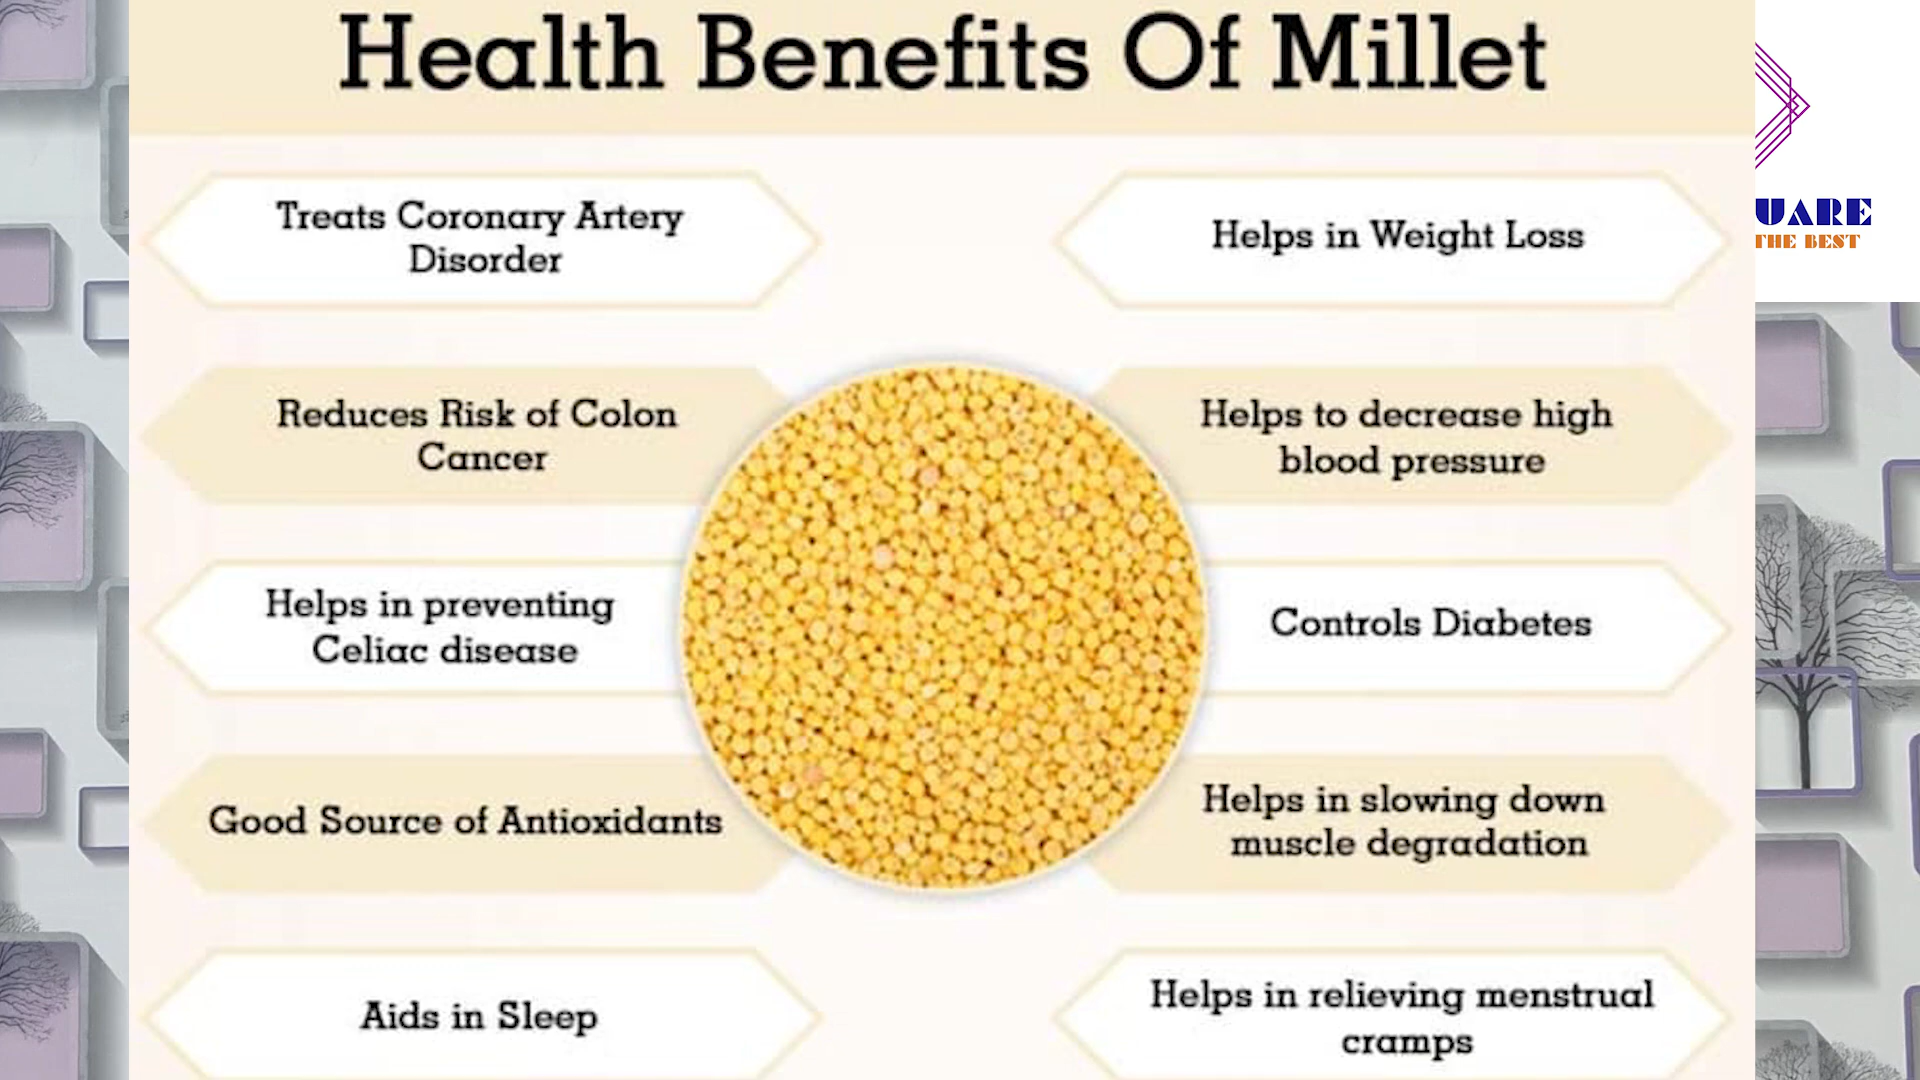 Health Benefits Of Millet
Treats Coronary Artery
Disorder
Helps in Weight Loss
Reduces Risk of Colon
Cancer
Helps to decrease high
blood pressure
Helps in preventing
Celiac disease
Controls Diabetes
Good Source of Antioxidants
Helps in slowing down
muscle degradation
Aids in Sleep
Helps in relieving menstrual
cramps
UARE
THE BEST